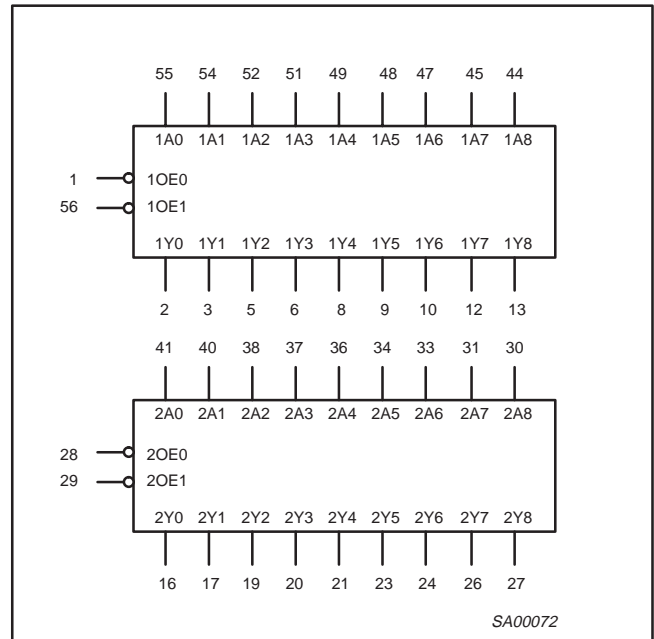 55 54 52 51 49 48 47 45 44
1A0 1A1 1A2 1A3 1A4 1A5 1A6 1A7 1A8
1 1OE0
56 1OE1
1Y0 1Y1 1Y2 1Y3 1Y4 1Y5 1Y6 1Y7 1Y8
2 3 5 6 8 9 10 12 13
41 40 38 37 36 34 33 31 30
2A0 2A1 2A2 2A3 2A4 2A5 2A6 2A7 2A8
28 2OE0
29 2OE1
2Y0 2Y1 2Y2 2Y3 2Y4 2Y5 2Y6 2Y7 2Y8
16 17 19 20 21 23 24 26 27
SA00072